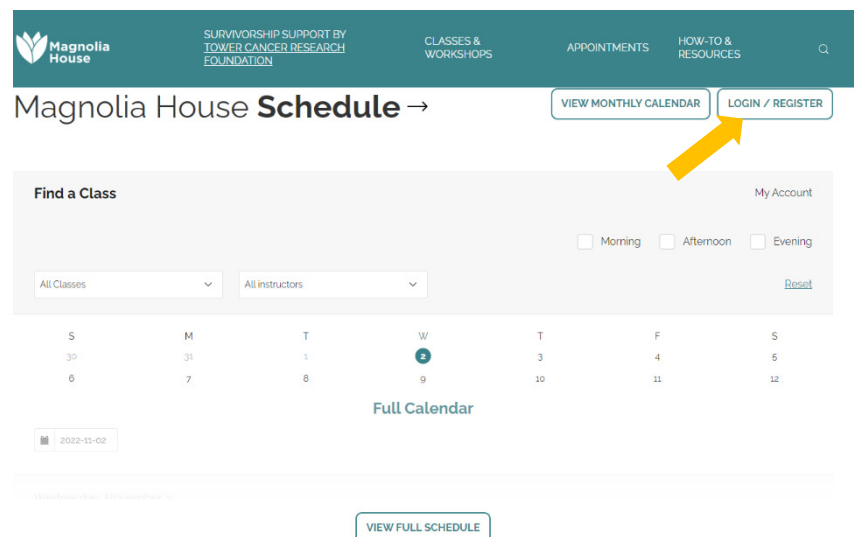 Magnolia
House
SURVIVORSHIP SUPPORT BY
TOWER CANCER RESEARCH
FOUNDATION
CLASSES &
WORKSHOPS
APPOINTMENTS
HOW-TO &
RESOURCES
Magnolia House Schedule →
VIEW MONTHLY CALENDAR
LOGIN / REGISTER
Find a Class
My Account
Morning
Afternoon
Evening
All Classes
All instructors
Reset
S M T W T F S
30 31 1 2 3 4 5
6 7 8 9 10 11 12
Full Calendar
2022-11-02
VIEW FULL SCHEDULE